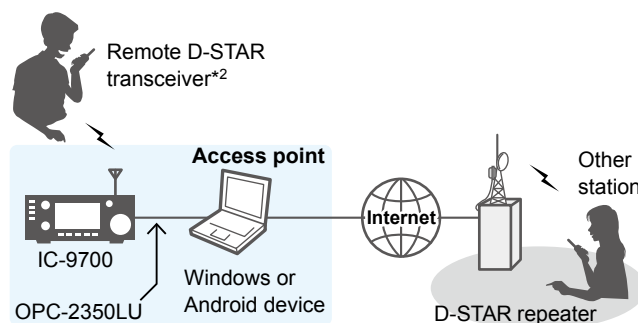 Remote D-STAR
transceiver*2
Access point
Other
station
Internet
IC-9700
Windows or
Android device
OPC-2350LU
D-STAR repeater